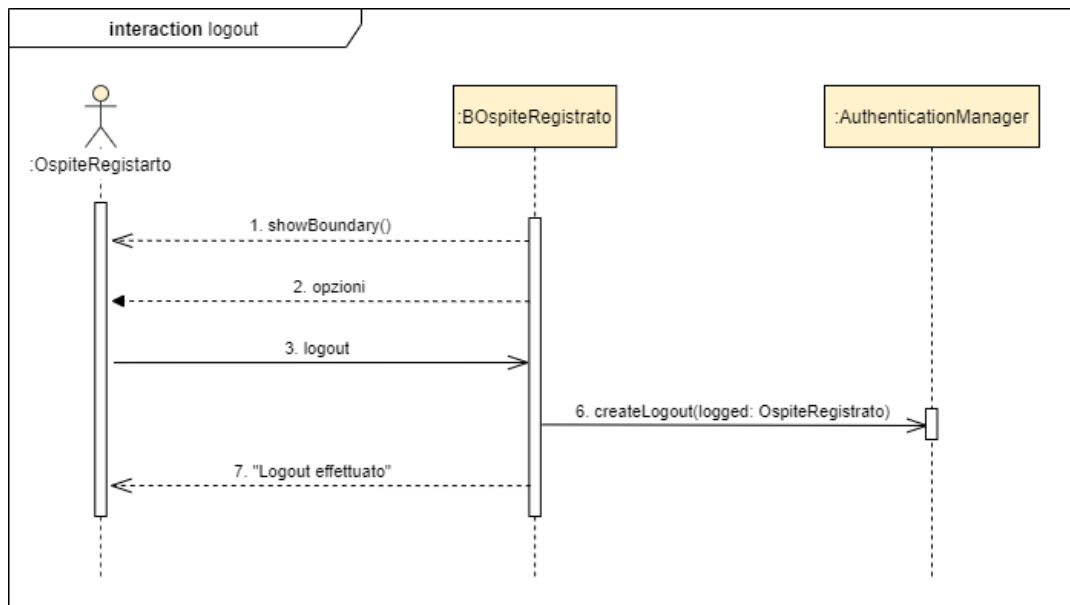 interaction logout
:OspiteRegistarto
:BOspiteRegistrato
:AuthenticationManager
1. showBoundary()
2. opzioni
3. logout
6. createLogout(logged: OspiteRegistrato)
7. "Logout effettuato"